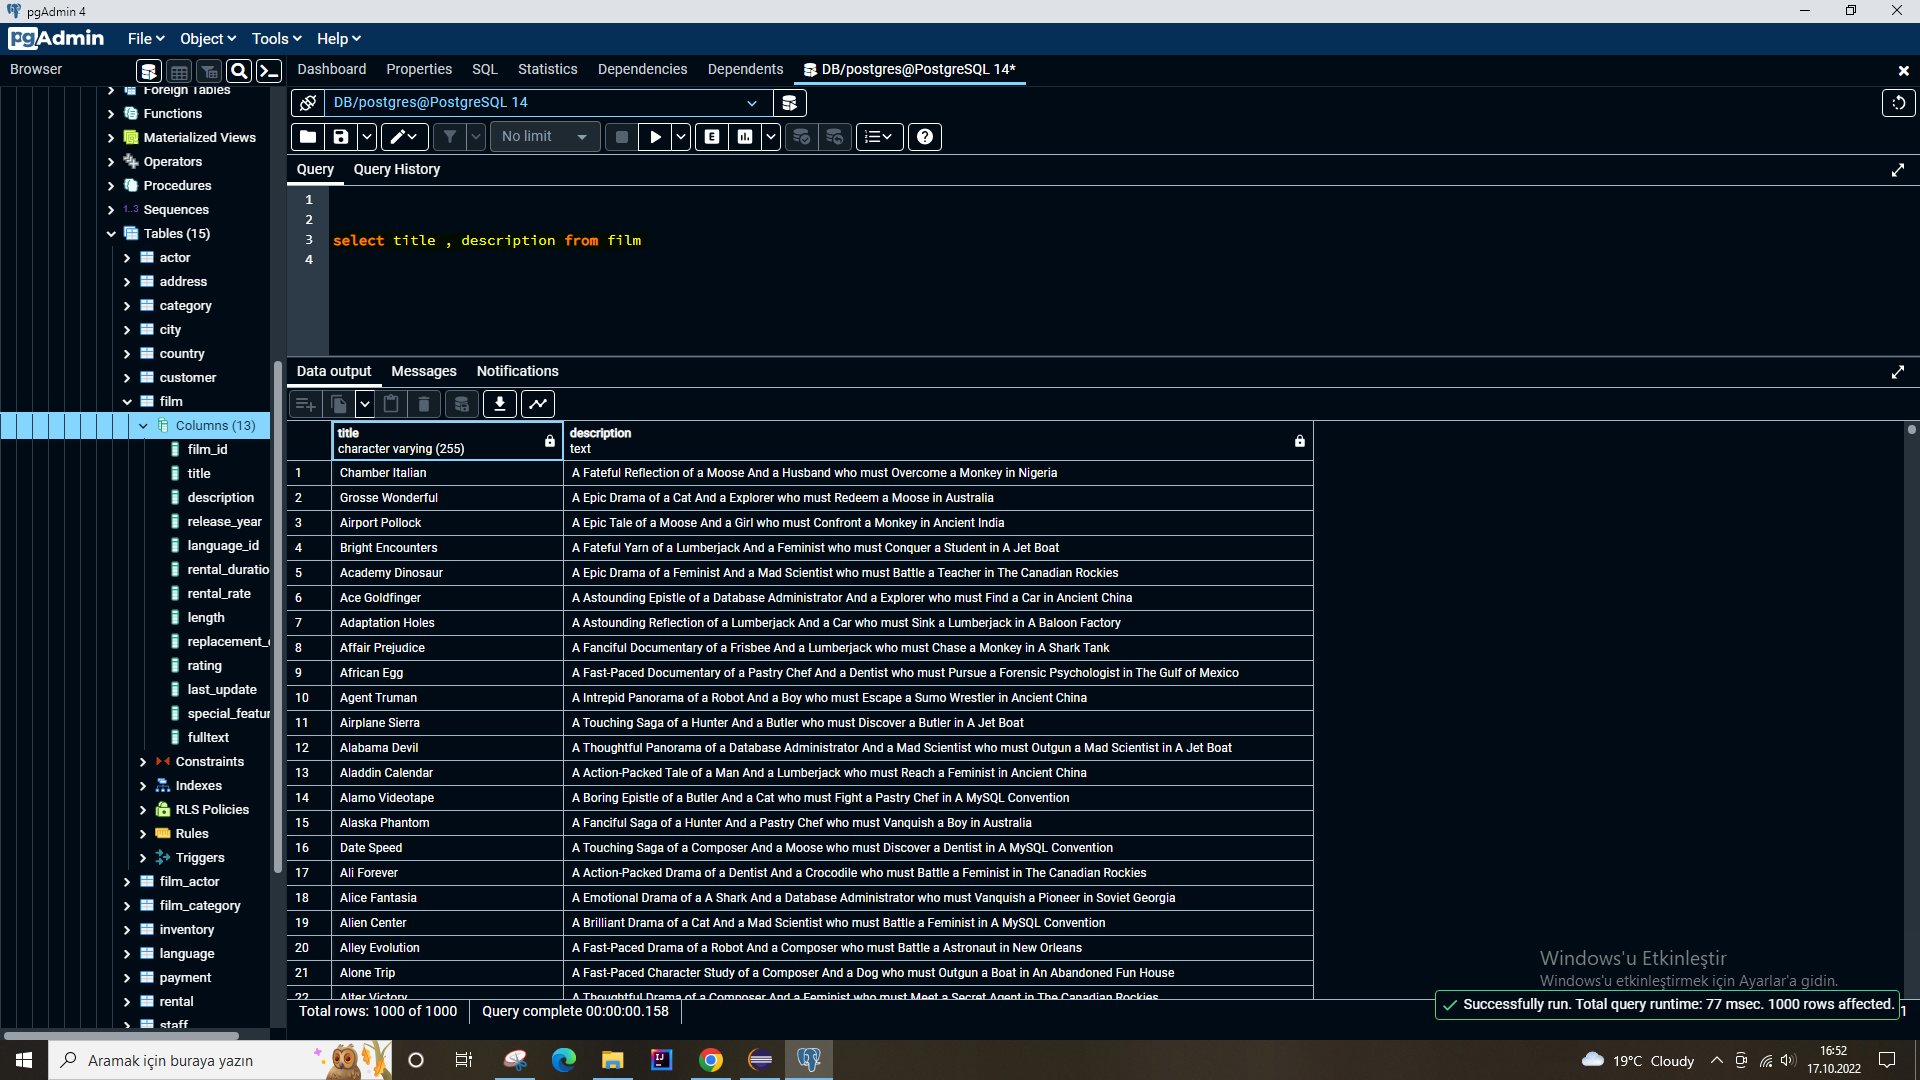 pgAdmin 4
pgAdmin
File Object Tools Help
Browser
Dashboard Properties SQL Statistics Dependencies Dependents DB/postgres@PostgreSQL 14*
DB/postgres@PostgreSQL 14
No limit
Query Query History
1
2
3 select title , description from film
4
Foreign Tables
Functions
Materialized Views
Operators
Procedures
1..3 Sequences
Tables (15)
actor
address
category
city
country
customer
film
Columns (13)
film_id
title
description
release_year
language_id
rental_duratio
rental_rate
length
replacement_
rating
last_update
special_featur
fulltext
Constraints
Indexes
RLS Policies
Rules
Triggers
film_actor
film_category
inventory
language
payment
rental
staff
Data output Messages Notifications
title description
character varying (255) text
1 Chamber Italian A Fateful Reflection of a Moose And a Husband who must Overcome a Monkey in Nigeria
2 Grosse Wonderful A Epic Drama of a Cat And a Explorer who must Redeem a Moose in Australia
3 Airport Pollock A Epic Tale of a Moose And a Girl who must Confront a Monkey in Ancient India
4 Bright Encounters A Fateful Yarn of a Lumberjack And a Feminist who must Conquer a Student in A Jet Boat
5 Academy Dinosaur A Epic Drama of a Feminist And a Mad Scientist who must Battle a Teacher in The Canadian Rockies
6 Ace Goldfinger A Astounding Epistle of a Database Administrator And a Explorer who must Find a Car in Ancient China
7 Adaptation Holes A Astounding Reflection of a Lumberjack And a Car who must Sink a Lumberjack in A Baloon Factory
8 Affair Prejudice A Fanciful Documentary of a Frisbee And a Lumberjack who must Chase a Monkey in A Shark Tank
9 African Egg A Fast-Paced Documentary of a Pastry Chef And a Dentist who must Pursue a Forensic Psychologist in The Gulf of Mexico
10 Agent Truman A Intrepid Panorama of a Robot And a Boy who must Escape a Sumo Wrestler in Ancient China
11 Airplane Sierra A Touching Saga of a Hunter And a Butler who must Discover a Butler in A Jet Boat
12 Alabama Devil A Thoughtful Panorama of a Database Administrator And a Mad Scientist who must Outgun a Mad Scientist in A Jet Boat
13 Aladdin Calendar A Action-Packed Tale of a Man And a Lumberjack who must Reach a Feminist in Ancient China
14 Alamo Videotape A Boring Epistle of a Butler And a Cat who must Fight a Pastry Chef in A MySQL Convention
15 Alaska Phantom A Fanciful Saga of a Hunter And a Pastry Chef who must Vanquish a Boy in Australia
16 Date Speed A Touching Saga of a Composer And a Moose who must Discover a Dentist in A MySQL Convention
17 Ali Forever A Action-Packed Drama of a Dentist And a Crocodile who must Battle a Feminist in The Canadian Rockies
18 Alice Fantasia A Emotional Drama of a A Shark And a Database Administrator who must Vanquish a Pioneer in Soviet Georgia
19 Alien Center A Brilliant Drama of a Cat And a Mad Scientist who must Battle a Feminist in A MySQL Convention
20 Alley Evolution A Fast-Paced Drama of a Robot And a Composer who must Battle a Astronaut in New Orleans
21 Alone Trip A Fast-Paced Character Study of a Composer And a Dog who must Outgun a Boat in An Abandoned Fun House
22 Alter Victory A Thoughtful Drama of a Composer And a Feminist who must Meet a Secret Agent in The Canadian Rockies
Windows'u Etkinleştir
Windows'u etkinleştirmek için Ayarlar'a gidin.
Total rows: 1000 of 1000 Query complete 00:00:00.158
Successfully run. Total query runtime: 77 msec. 1000 rows affected.
1
Aramak için buraya yazın
19°C Cloudy
16:52
17.10.2022